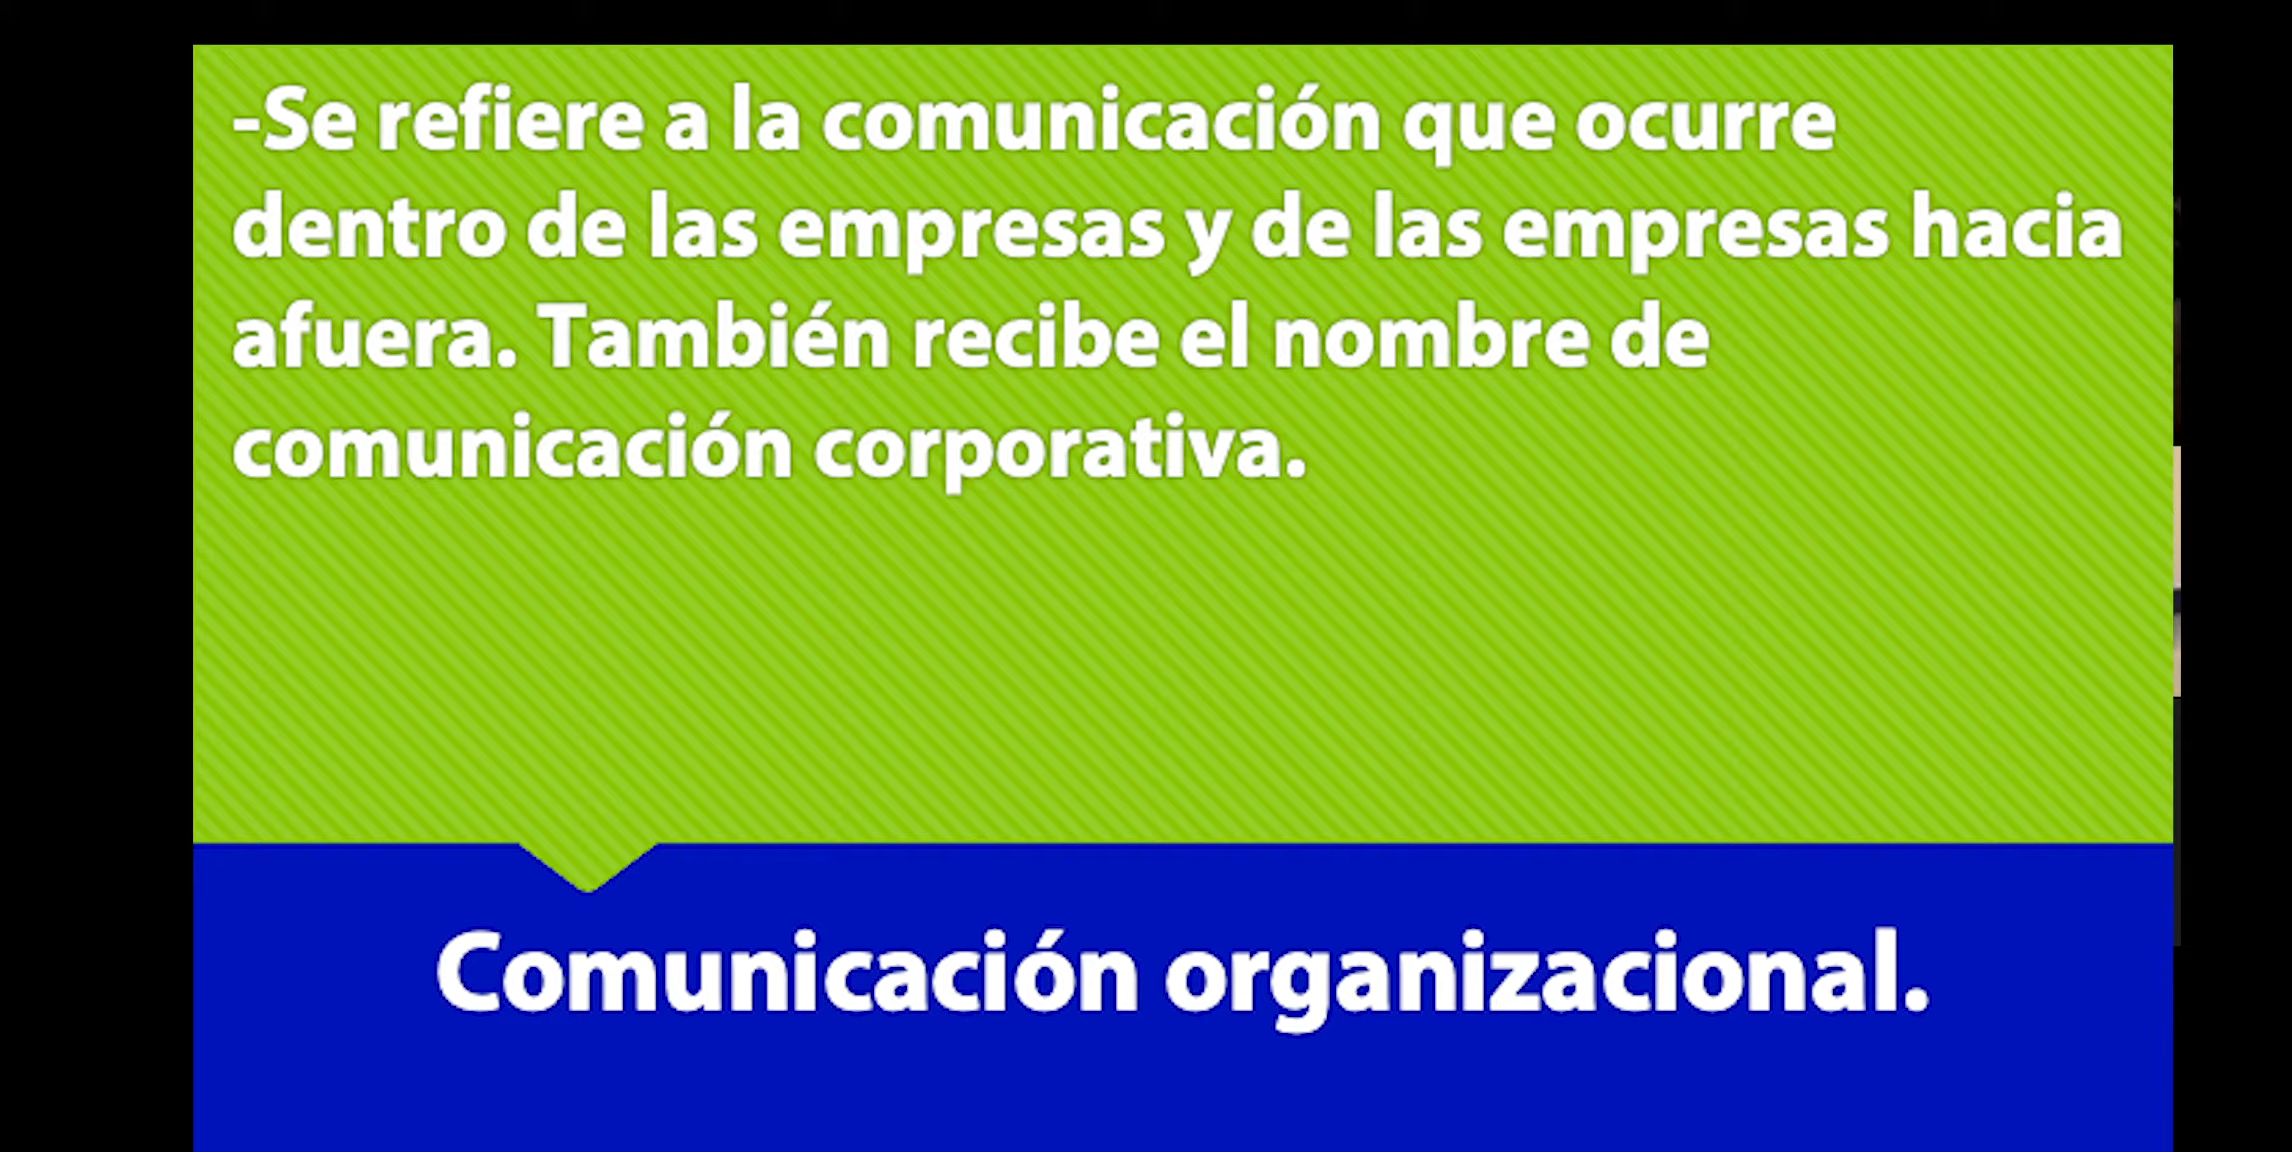 -Se refiere a la comunicación que ocurre
dentro de las empresas y de las empresas hacia
afuera. También recibe el nombre de
comunicación corporativa.
Comunicación organizacional.